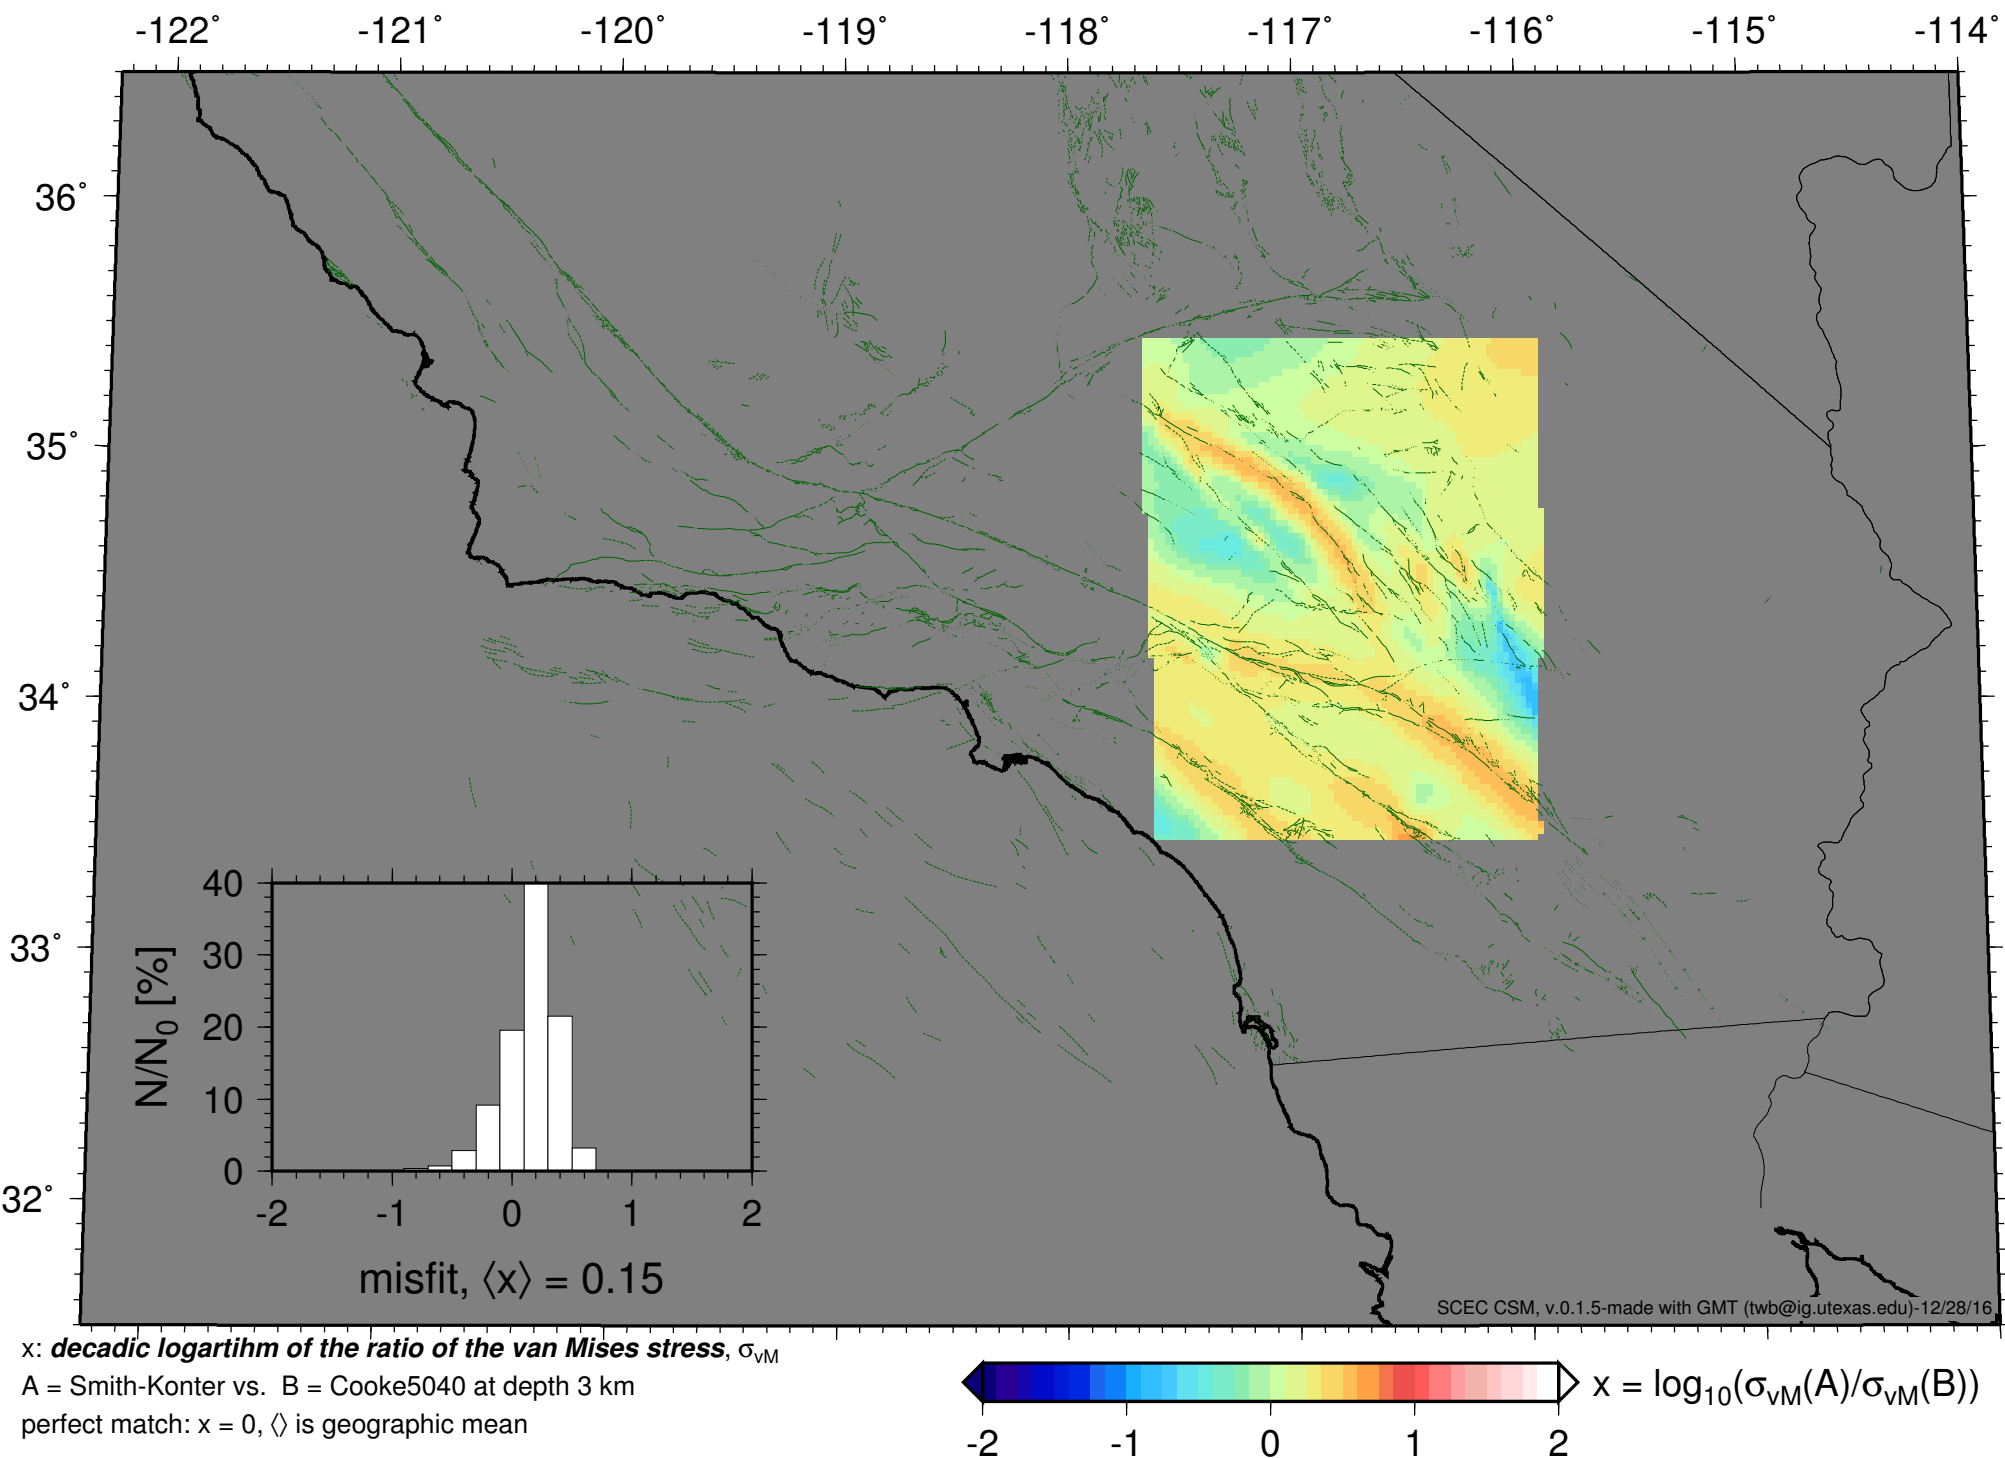 -122˚ -121˚ -120˚ -119˚ -118˚ -117˚ -116˚ -115˚ -114˚
36˚
35˚
34˚
33˚
32˚
40
30
20
10
0
N/N0 [%]
-2 -1 0 1 2
misfit, ⟨x⟩ = 0.15
SCEC CSM, v.0.1.5-made with GMT (twb@ig.utexas.edu)-12/28/16
x: decadic logartihm of the ratio of the van Mises stress, σvM
A = Smith-Konter vs. B = Cooke5040 at depth 3 km
perfect match: x = 0, ⟨⟩ is geographic mean
x = log10(σvM(A)/σvM(B))
-2 -1 0 1 2